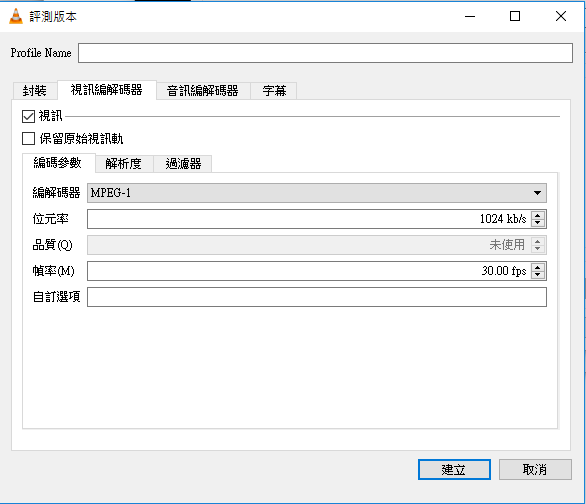 評測版本
Profile Name
封裝 視訊編解碼器 音訊編解碼器 字幕
視訊
保留原始視訊軌
編碼參數 解析度 過濾器
編解碼器 MPEG-1
位元率 1024 kb/s
品質(Q) 未使用
幀率(M) 30.00 fps
自訂選項
建立 取消